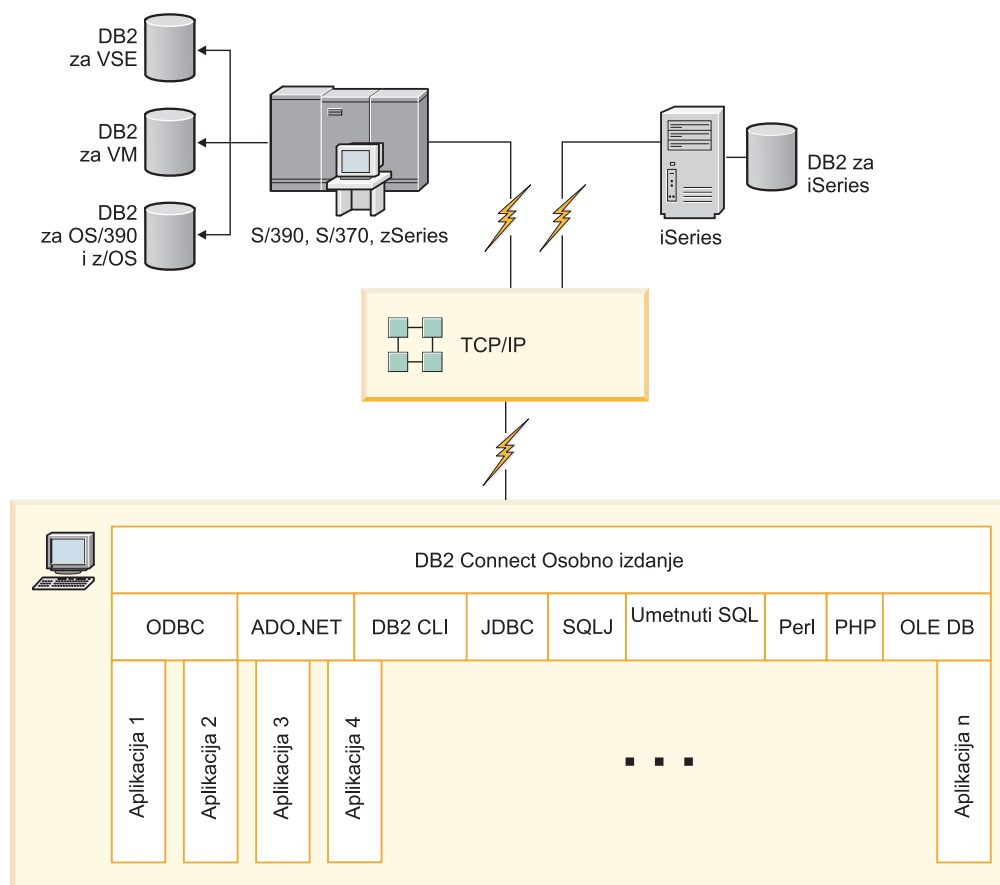 DB2
za VSE
DB2
za VM
DB2
za OS/390
i z/OS
S/390, S/370, zSeries
iSeries
DB2 za
iSeries
TCP/IP
DB2 Connect Osobno izdanje
ODBC
ADO.NET
DB2 CLI
JDBC
SQLJ
Umetnuti SQL
Perl
PHP
OLE DB
Aplikacija 1
Aplikacija 2
Aplikacija 3
Aplikacija 4
...
Aplikacija n